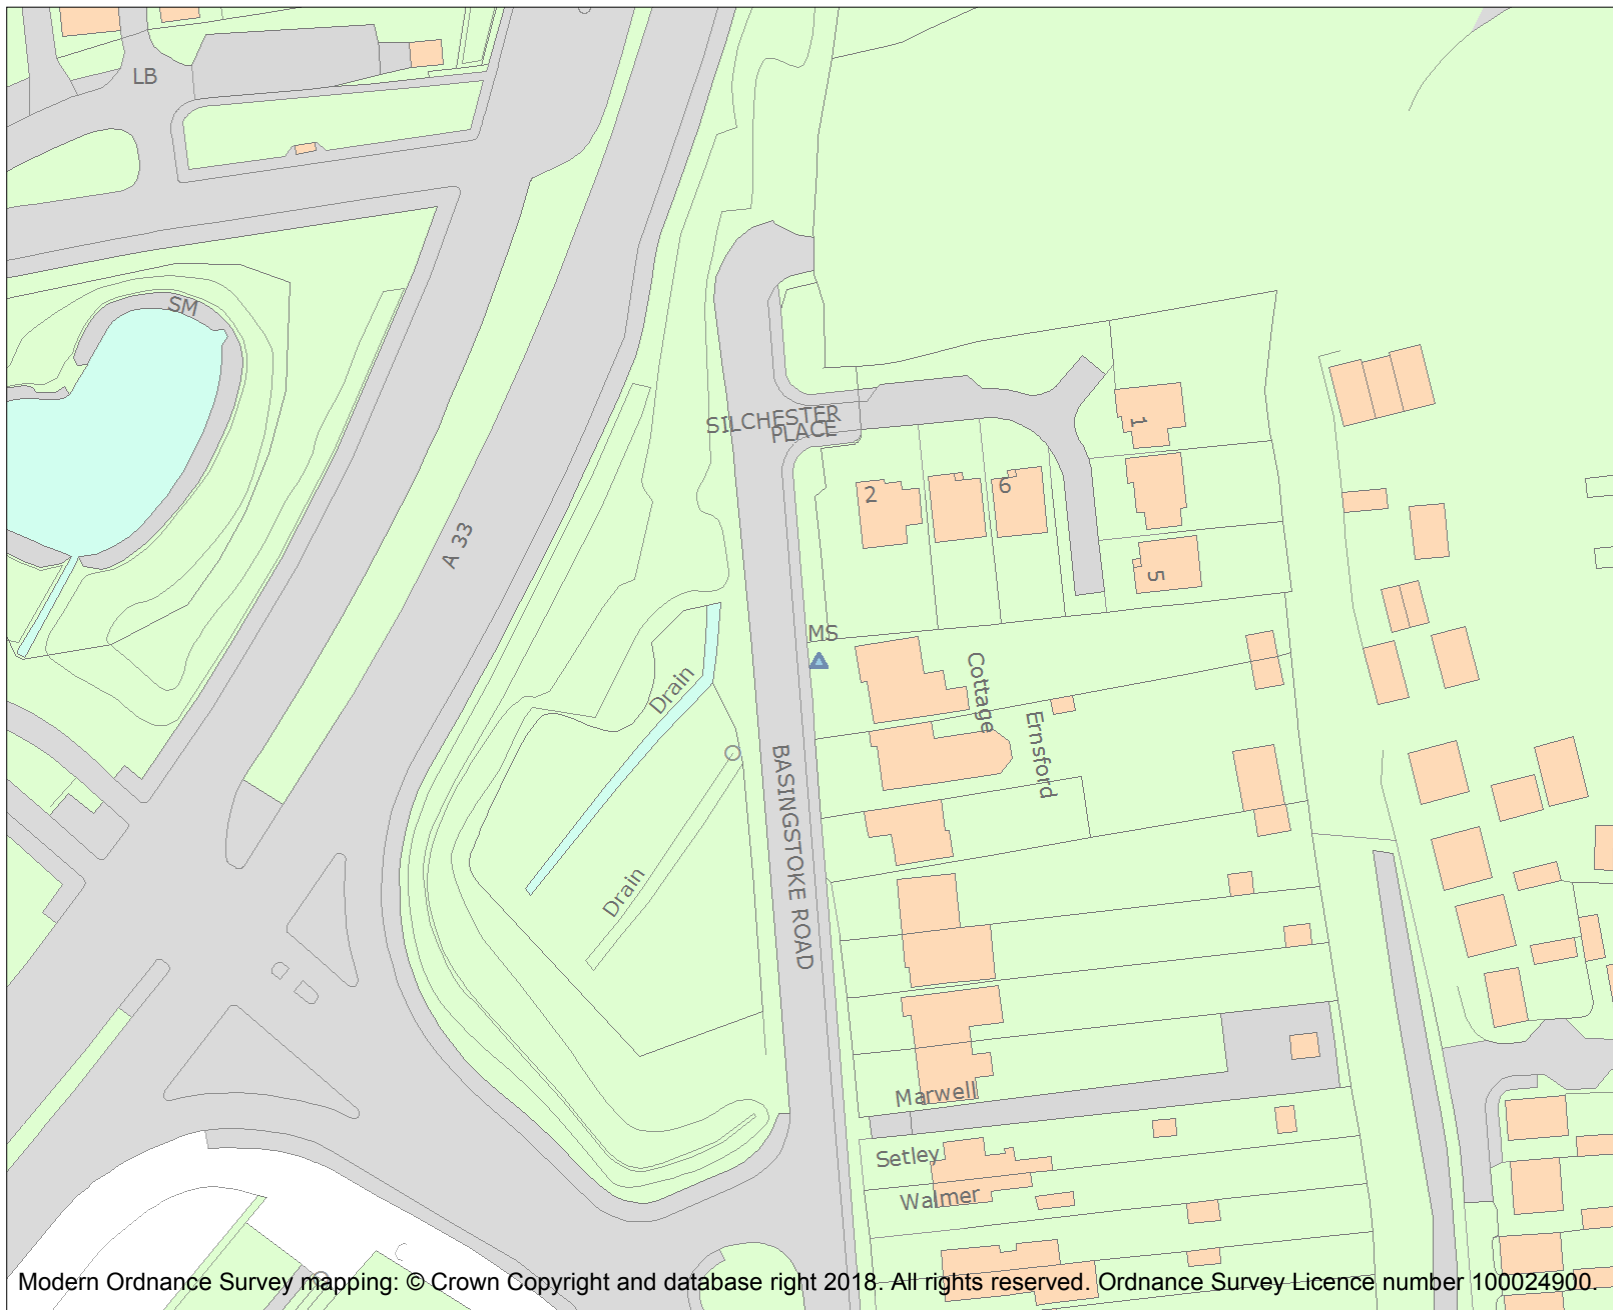 LB
SM
SILCHESTER
PLACE
1
2
6
5
A 33
MS
Cottage
Ernsford
Drain
Drain
BASINGSTOKE ROAD
Marwell
Setley
Walmer
Modern Ordnance Survey mapping: © Crown Copyright and database right 2018. All rights reserved. Ordnance Survey Licence number 100024900.